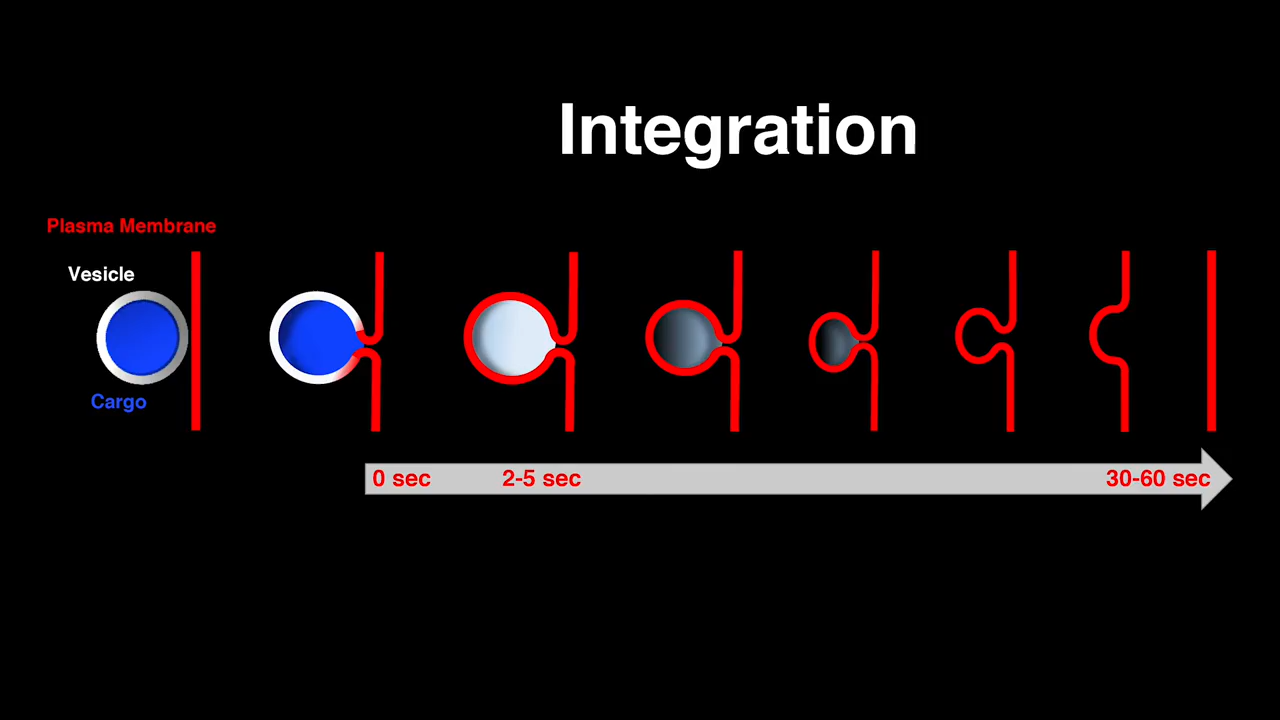 Integration
Plasma Membrane
Vesicle
Cargo
0 sec
2-5 sec
30-60 sec